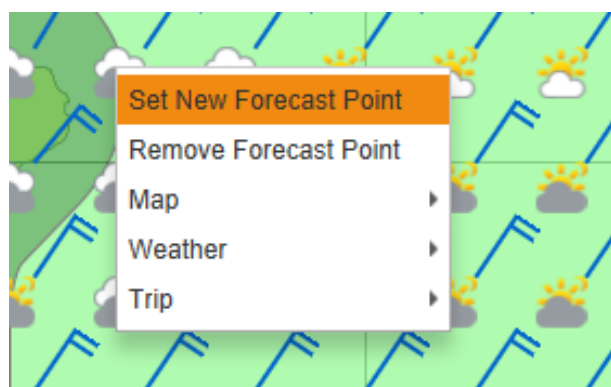 Set New Forecast Point
Remove Forecast Point
Map
Weather
Trip